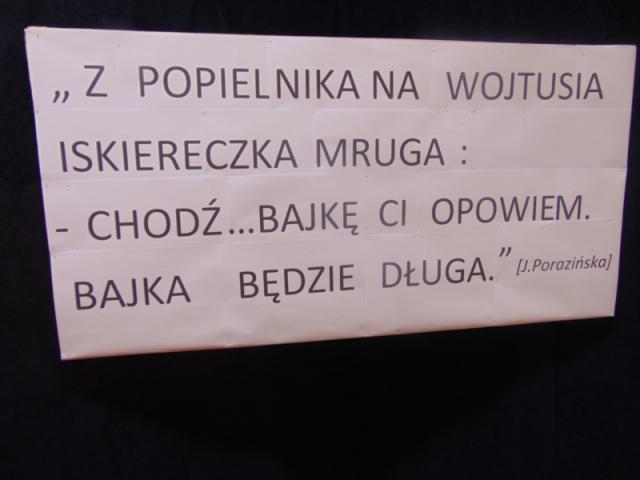 „ Z POPIELNIKA NA WOJTUSIA
ISKIERECZKA MRUGA :
- CHODŹ...BAJKĘ CI OPOWIEM.
BAJKA BĘDZIE DŁUGA.” [J.Porazińska]